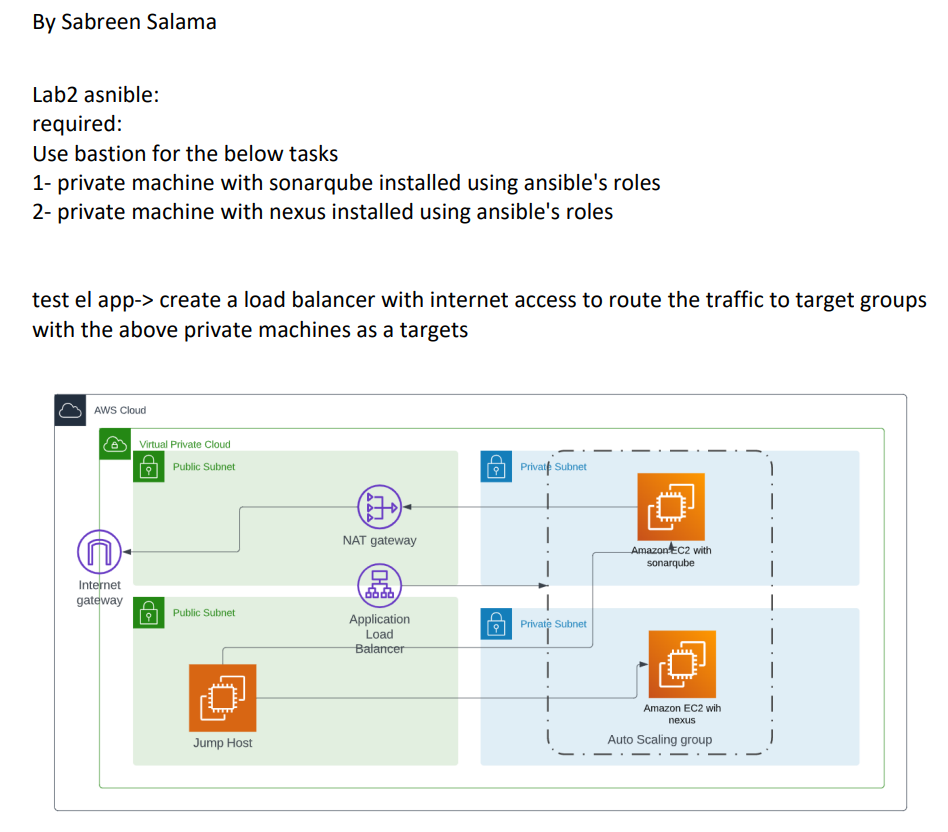 By Sabreen Salama
Lab2 asnible:
required:
Use bastion for the below tasks
1- private machine with sonarqube installed using ansible's roles
2- private machine with nexus installed using ansible's roles
test el app-> create a load balancer with internet access to route the traffic to target groups
with the above private machines as a targets
AWS Cloud
Virtual Private Cloud
Public Subnet
Private Subnet
NAT gateway
Amazon EC2 with
sonarqube
Internet
gateway
Public Subnet
Application
Load
Balancer
Private Subnet
Jump Host
Amazon EC2 wih
nexus
Auto Scaling group